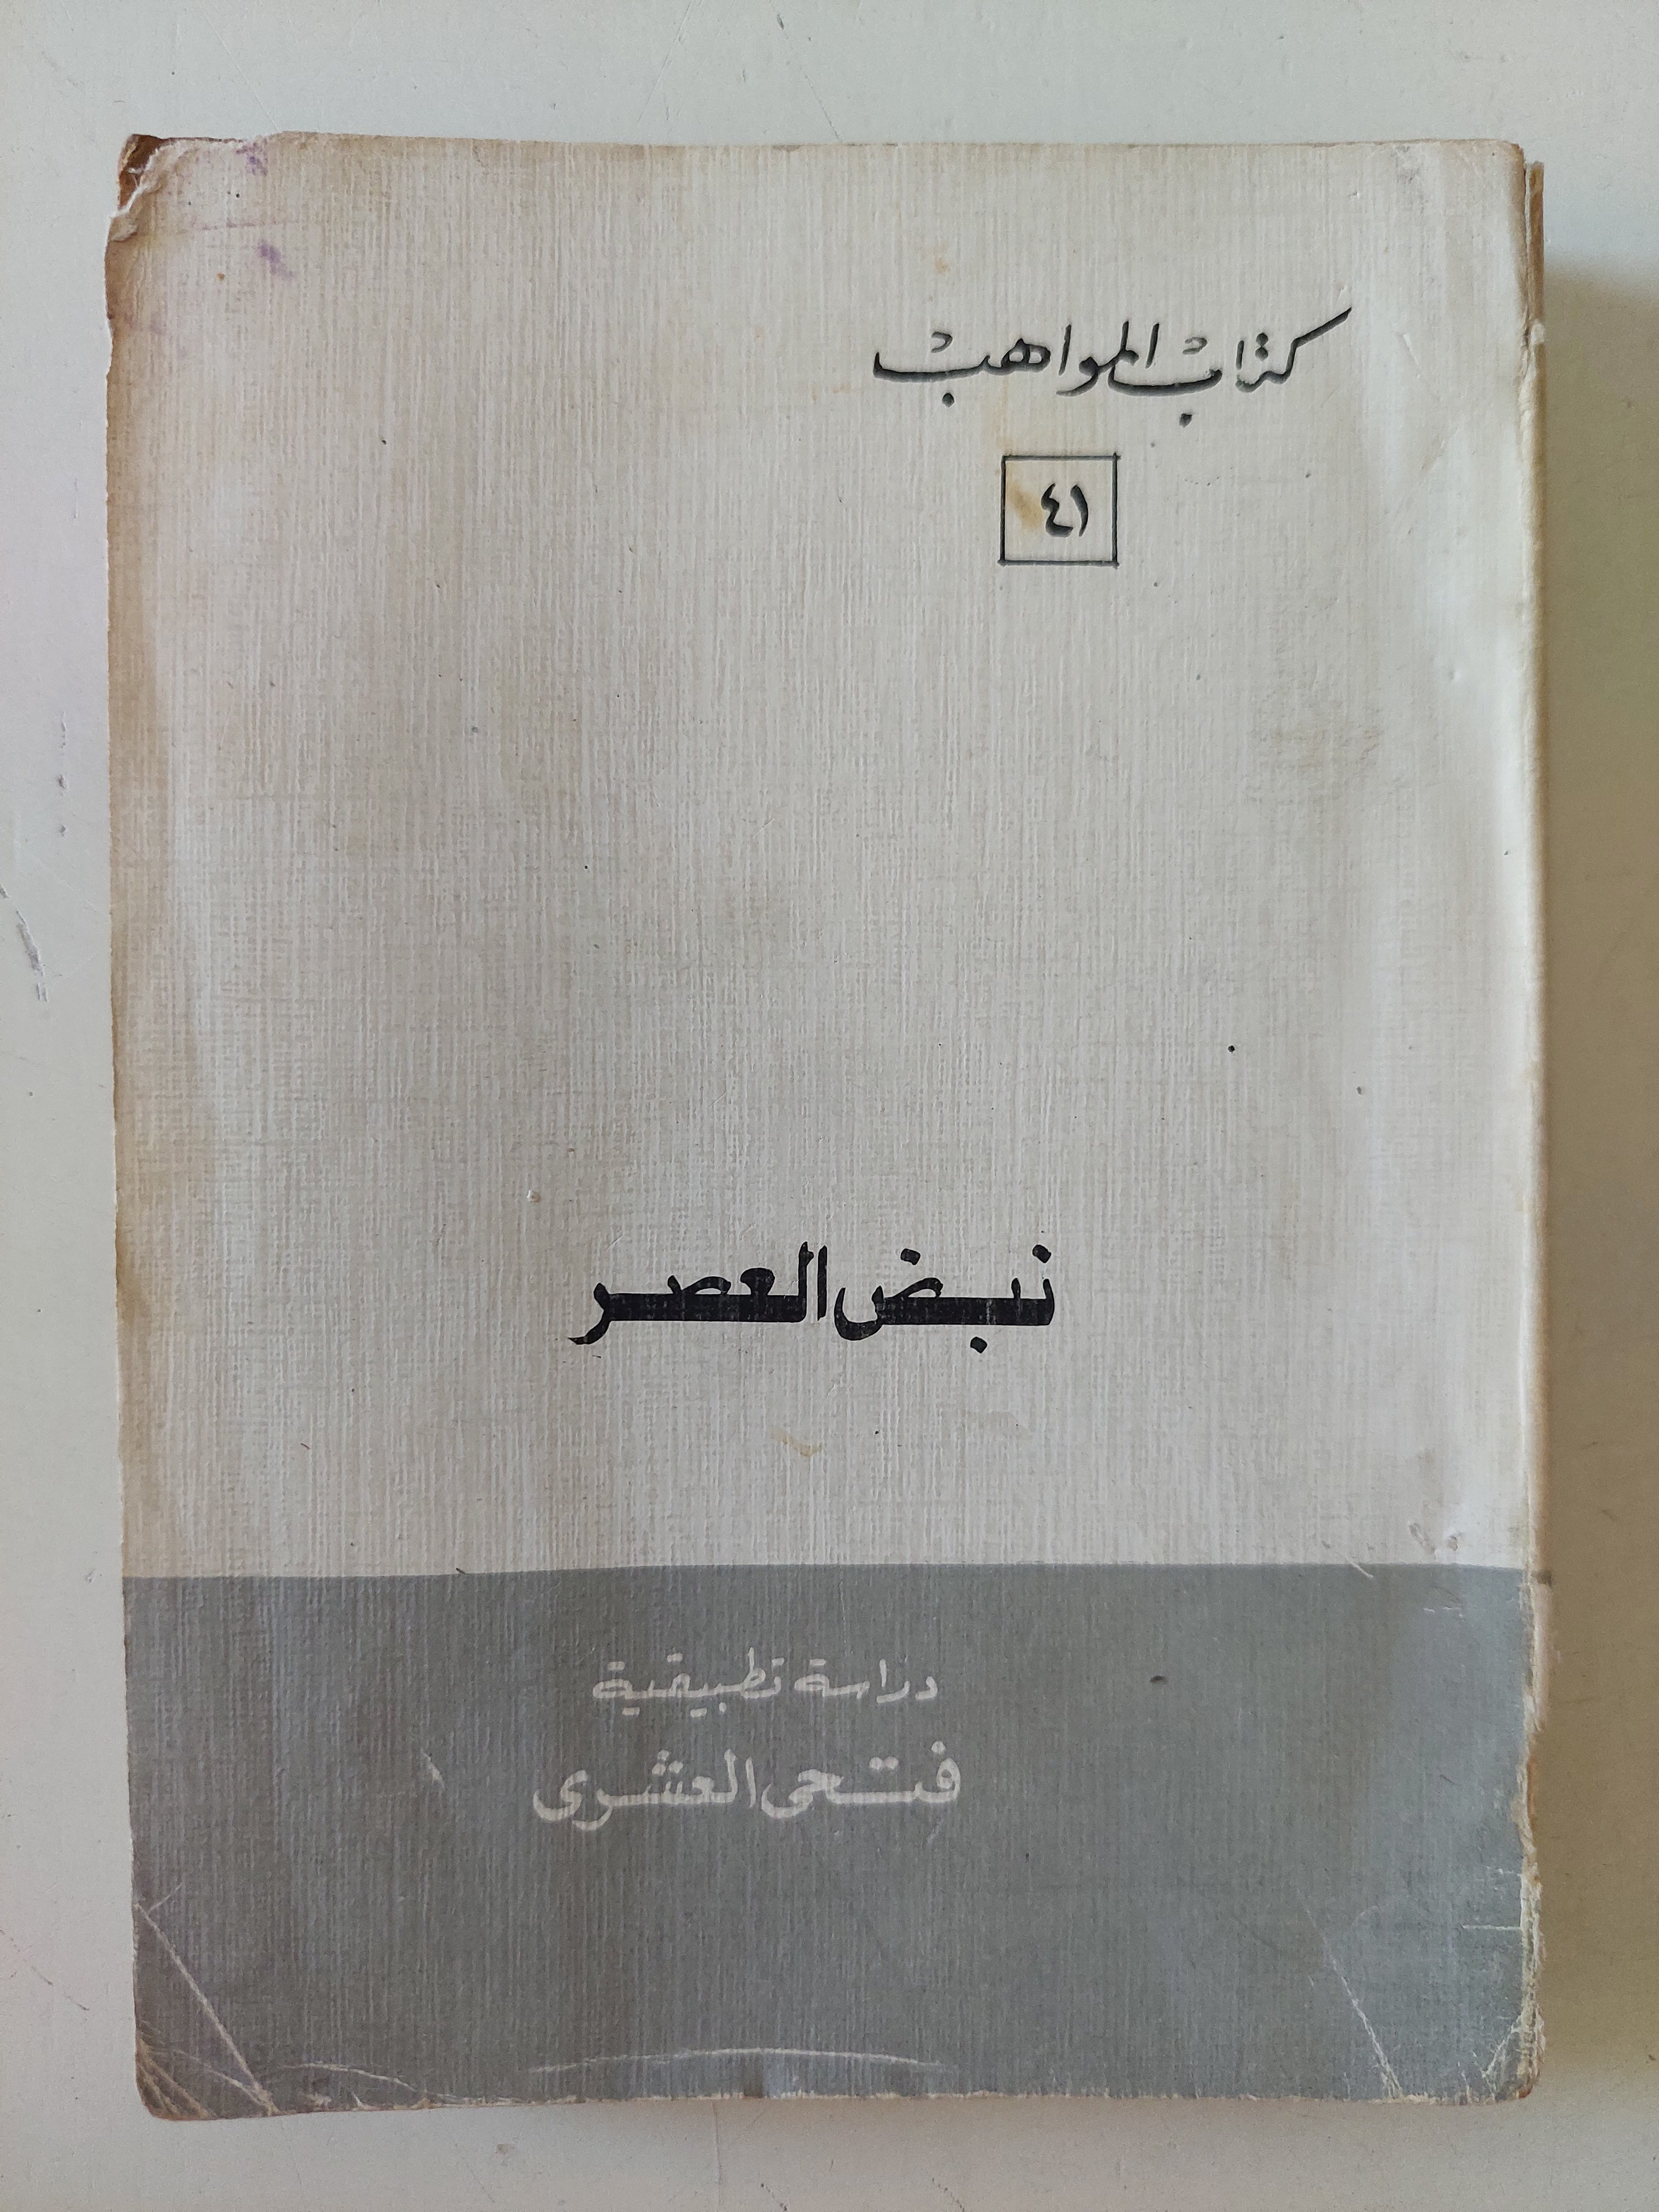 كتاب المواهب
٤١
نبض العصر
دراسة تطبيقية
فتحى العشرى